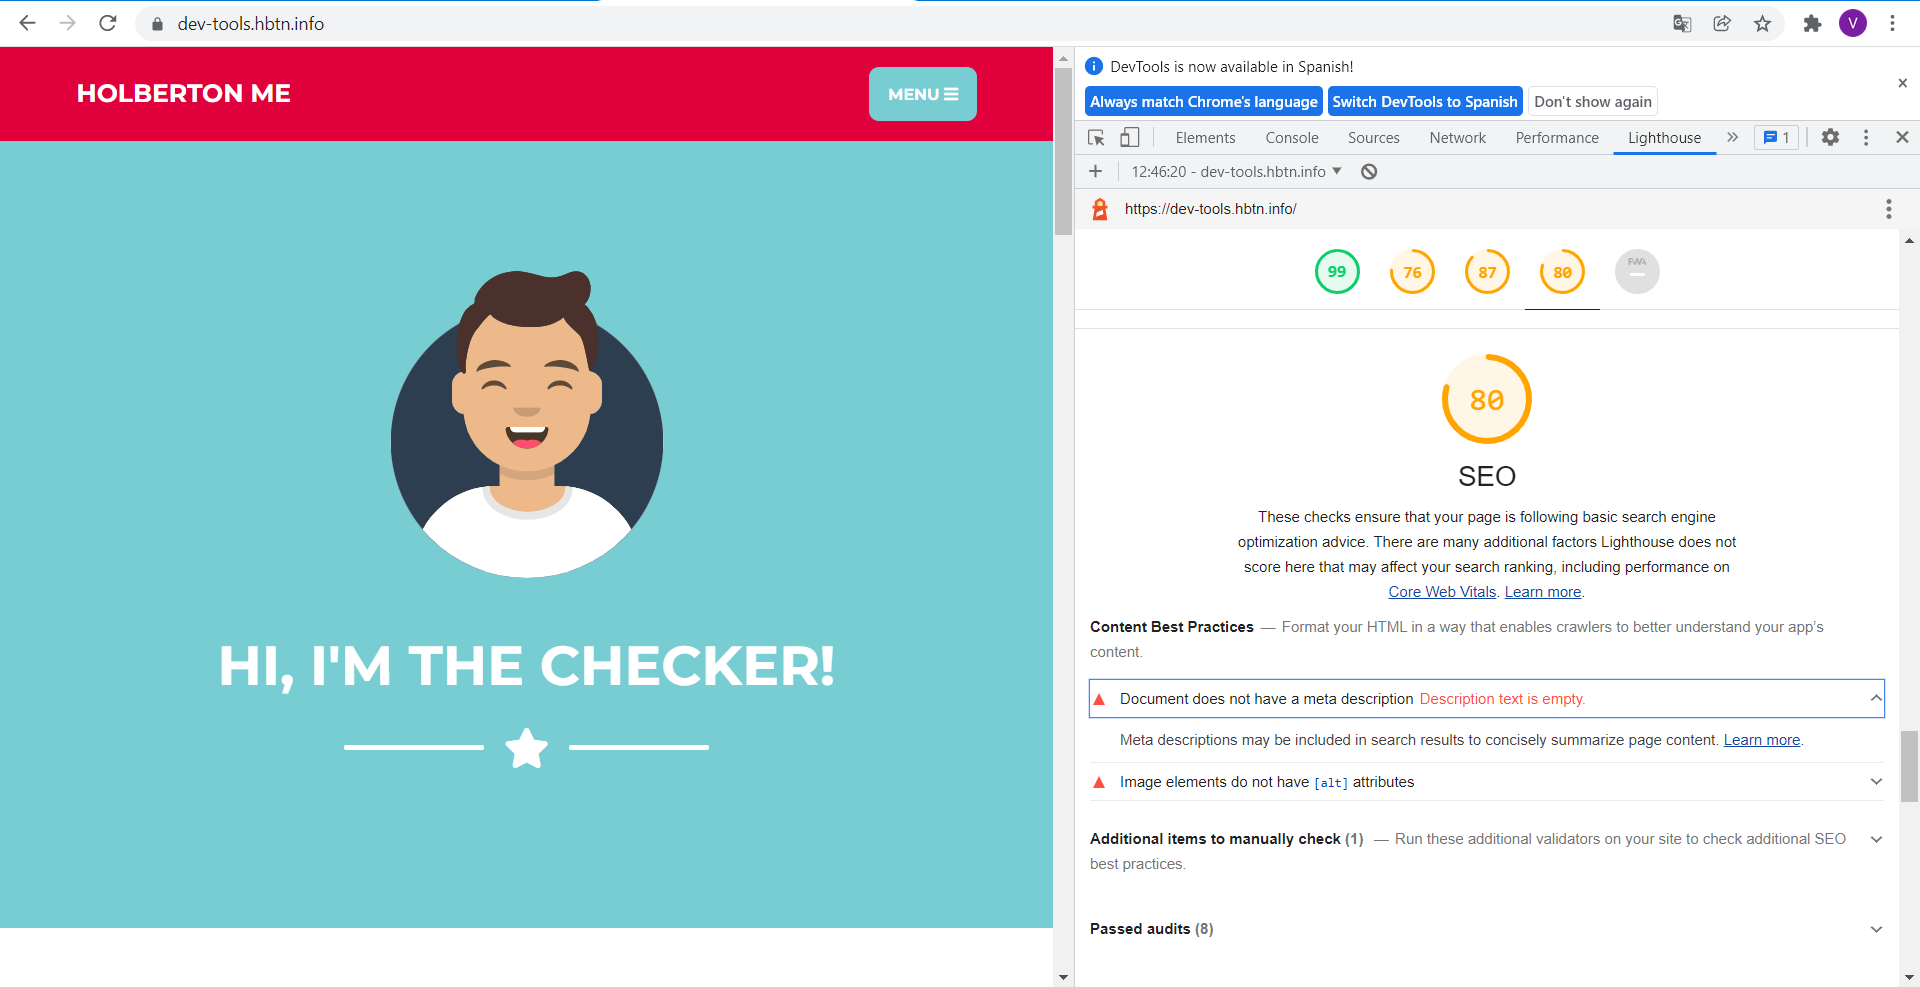 dev-tools.hbtn.info
V
HOLBERTON ME
MENU
HI, I'M THE CHECKER!
DevTools is now available in Spanish!
Always match Chrome's language Switch DevTools to Spanish Don't show again
Elements Console Sources Network Performance Lighthouse » 1
+ 12:46:20 - dev-tools.hbtn.info
https://dev-tools.hbtn.info/
99 76 87 80 PWA
80
SEO
These checks ensure that your page is following basic search engine
optimization advice. There are many additional factors Lighthouse does not
score here that may affect your search ranking, including performance on
Core Web Vitals. Learn more.
Content Best Practices — Format your HTML in a way that enables crawlers to better understand your app's
content.
Document does not have a meta description Description text is empty.
Meta descriptions may be included in search results to concisely summarize page content. Learn more.
Image elements do not have [alt] attributes
Additional items to manually check (1) — Run these additional validators on your site to check additional SEO
best practices.
Passed audits (8)